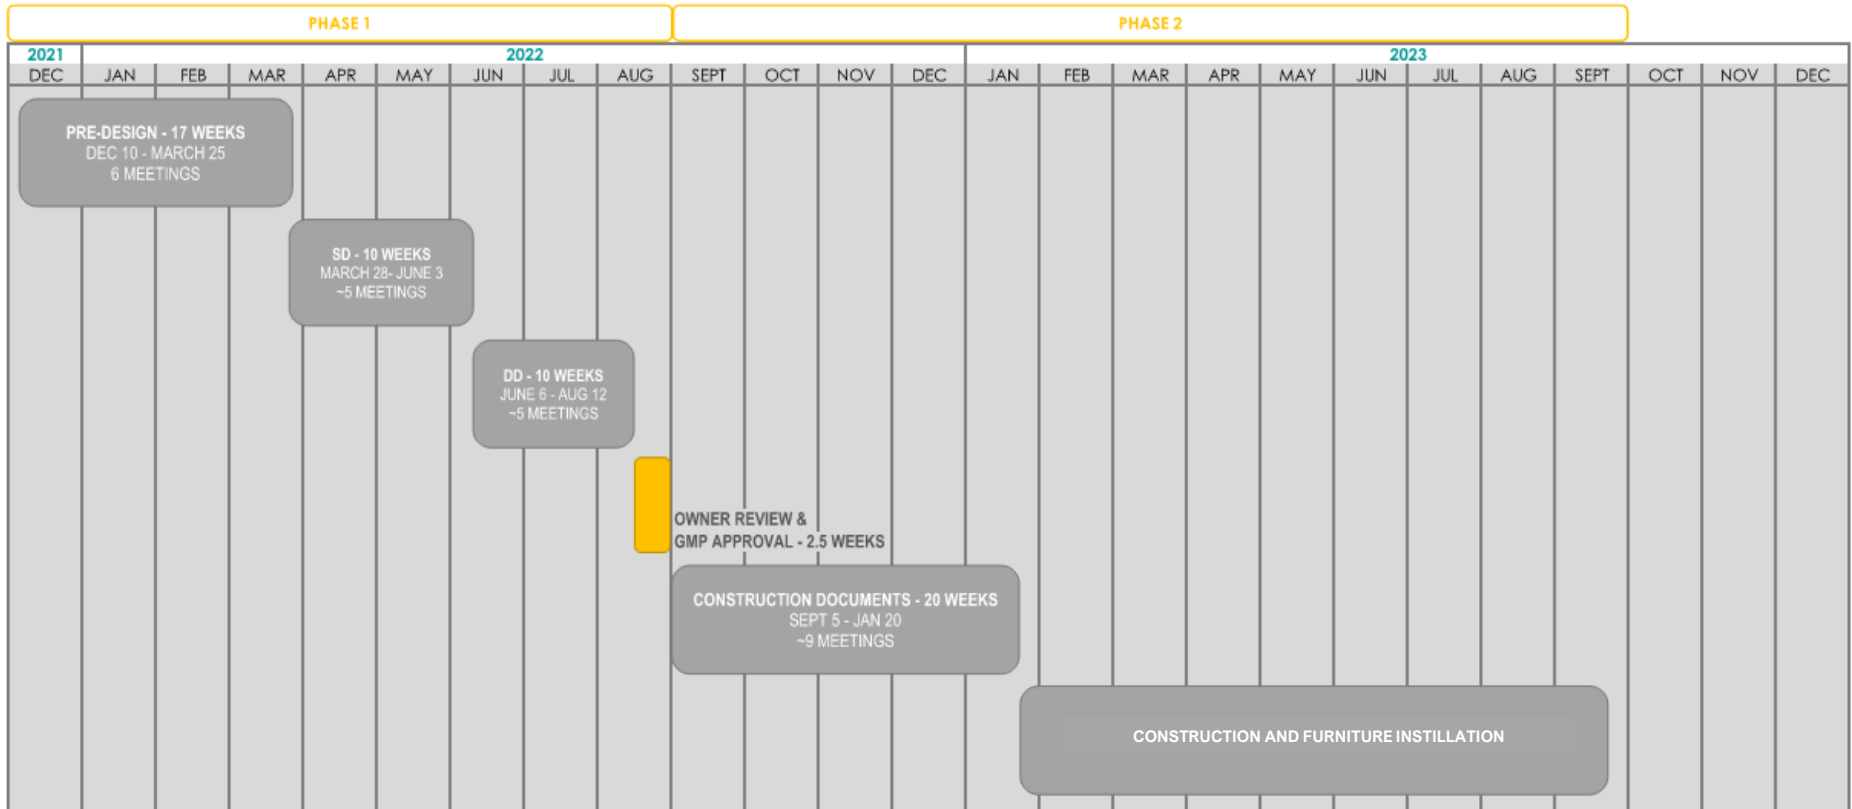 PHASE 1 PHASE 2
2021 2022 2023
DEC JAN FEB MAR APR MAY JUN JUL AUG SEPT OCT NOV DEC JAN FEB MAR APR MAY JUN JUL AUG SEPT OCT NOV DEC
PRE-DESIGN - 17 WEEKS
DEC 10 - MARCH 25
6 MEETINGS
SD - 10 WEEKS
MARCH 28- JUNE 3
~5 MEETINGS
DD - 10 WEEKS
JUNE 6 - AUG 12
~5 MEETINGS
OWNER REVIEW &
GMP APPROVAL - 2.5 WEEKS
CONSTRUCTION DOCUMENTS - 20 WEEKS
SEPT 5 - JAN 20
~9 MEETINGS
CONSTRUCTION AND FURNITURE INSTILLATION